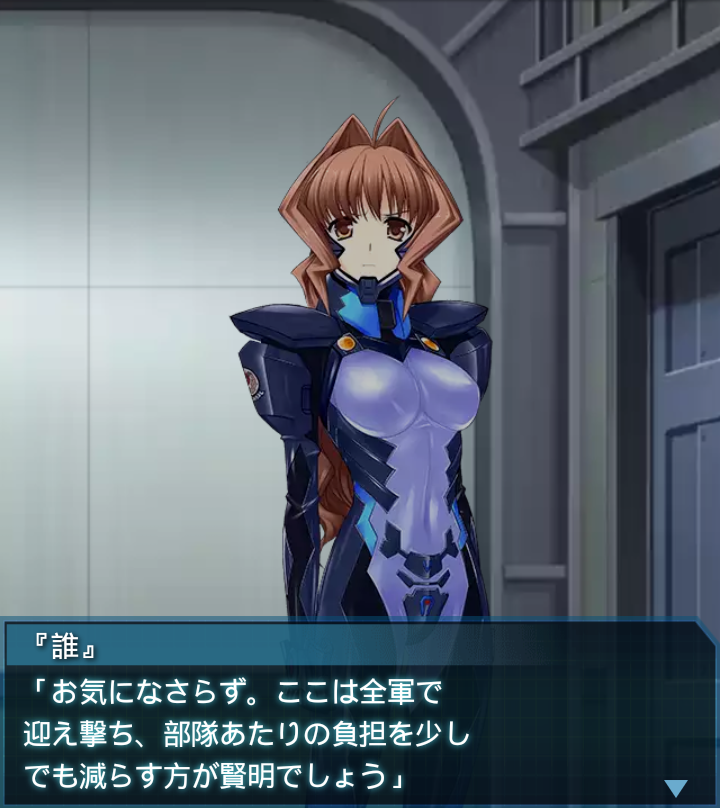 『誰』
「お気になさらず。ここは全軍で
迎え撃ち、部隊あたりの負担を少し
でも減らす方が賢明でしょう」